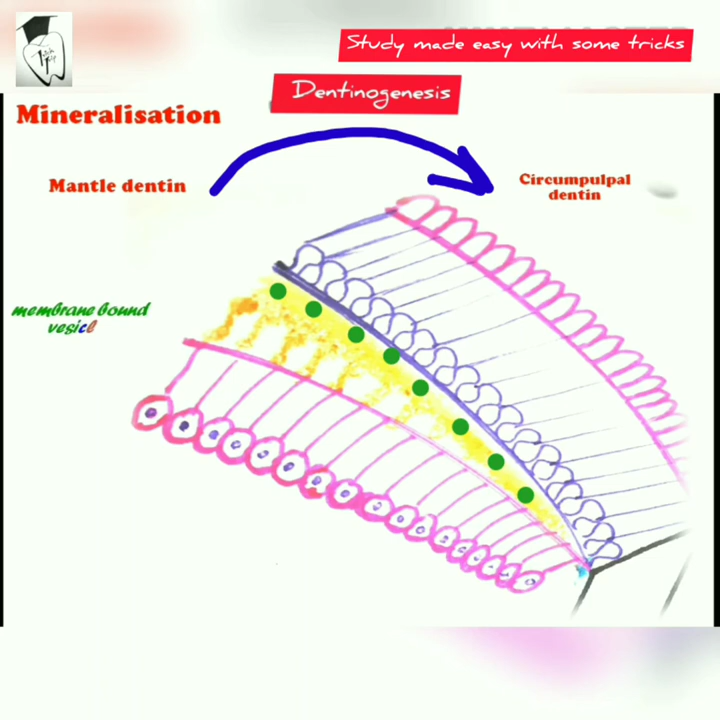 Study made easy with some tricks
Dentinogenesis
Mineralisation
Mantle dentin
Circumpulpal
dentin
membrane bound
vesicl